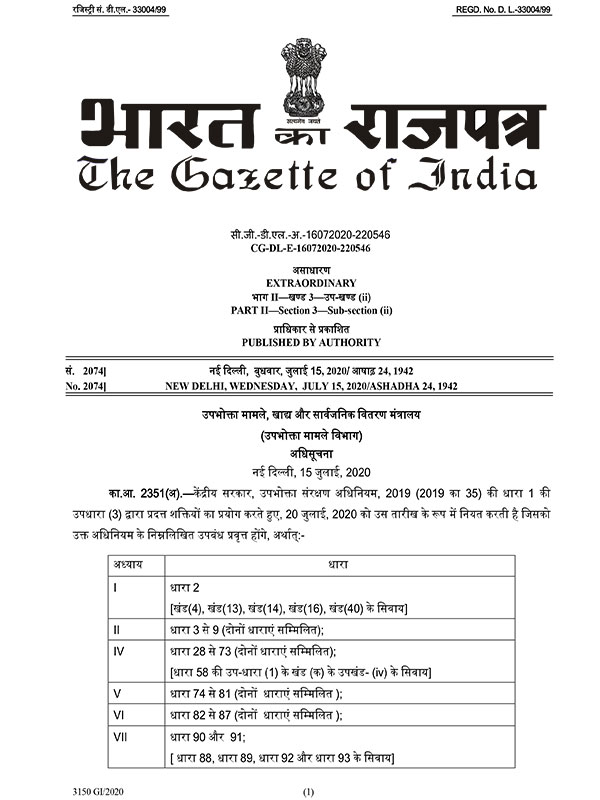 रजिस्ट्री सं. डी.एल.- 33004/99
REGD. No. D. L.-33004/99
सत्यमेव जयते
भारत का राजपत्र
The Gazette of India
सी.जी.-डी.एल.-अ.-16072020-220546
CG-DL-E-16072020-220546
असाधारण
EXTRAORDINARY
भाग II—खण्ड 3—उप-खण्ड (ii)
PART II—Section 3—Sub-section (ii)
प्राधिकार से प्रकाशित
PUBLISHED BY AUTHORITY
सं. 2074] नई दिल्ली, बुधवार, जुलाई 15, 2020/ आषाढ़ 24, 1942
No. 2074] NEW DELHI, WEDNESDAY, JULY 15, 2020/ASHADHA 24, 1942
उपभोक्ता मामले, खाद्य और सार्वजनिक वितरण मंत्रालय
(उपभोक्ता मामले विभाग)
अधिसूचना
नई दिल्ली, 15 जुलाई, 2020
का.आ. 2351(अ).—केंद्रीय सरकार, उपभोक्ता संरक्षण अधिनियम, 2019 (2019 का 35) की धारा 1 की
उपधारा (3) द्वारा प्रदत्त शक्तियों का प्रयोग करते हुए, 20 जुलाई, 2020 को उस तारीख के रूप में नियत करती है जिसको
उक्त अधिनियम के निम्नलिखित उपबंध प्रवृत्त होंगे, अर्थात्:-
अध्याय धारा
I धारा 2
[खंड(4), खंड(13), खंड(14), खंड(16), खंड(40) के सिवाय]
II धारा 3 से 9 (दोनों धाराएं सम्मिलित);
IV धारा 28 से 73 (दोनों धाराएं सम्मिलित);
[धारा 58 की उप-धारा (1) के खंड (क) के उपखंड- (iv) के सिवाय]
V धारा 74 से 81 (दोनों धाराएं सम्मिलित );
VI धारा 82 से 87 (दोनों धाराएं सम्मिलित );
VII धारा 90 और 91;
[ धारा 88, धारा 89, धारा 92 और धारा 93 के सिवाय]
3150 GI/2020
(1)